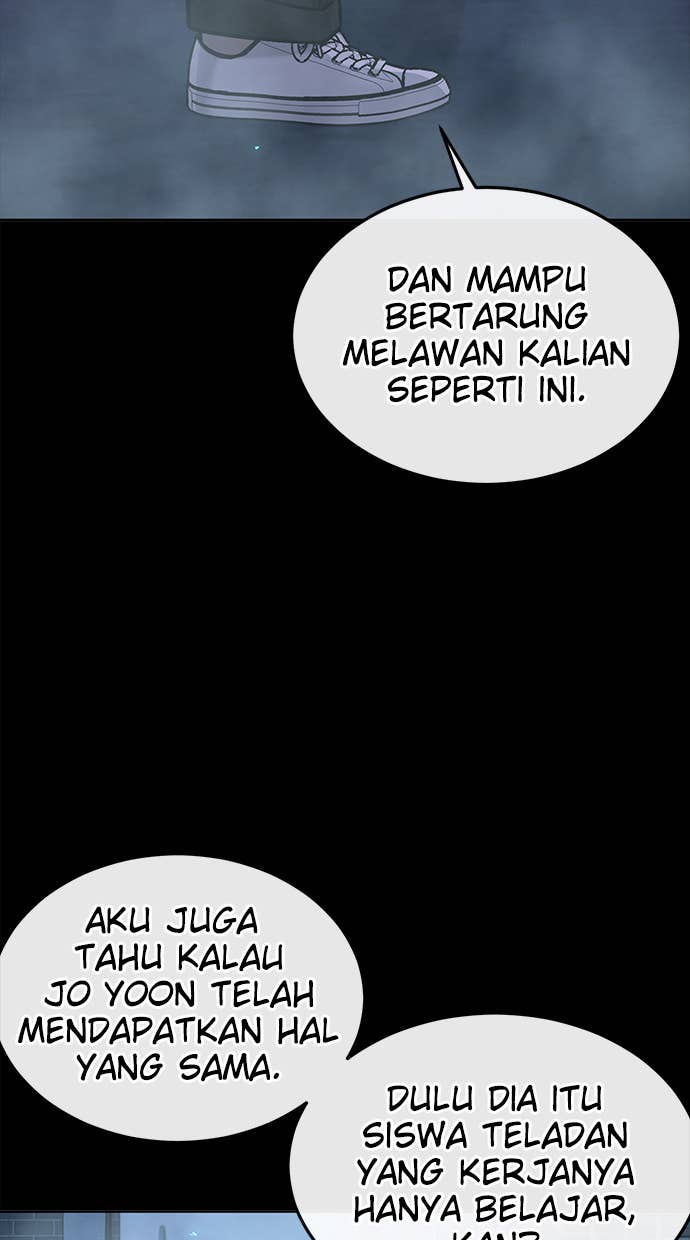 DAN MAMPU
BERTARUNG
MELAWAN KALIAN
SEPERTI INI.
AKU JUGA
TAHU KALAU
JO YOON TELAH
MENDAPATKAN HAL
YANG SAMA.
DULU DIA ITU
SISWA TELADAN
YANG KERJANYA
HANYA BELAJAR,
KAN?